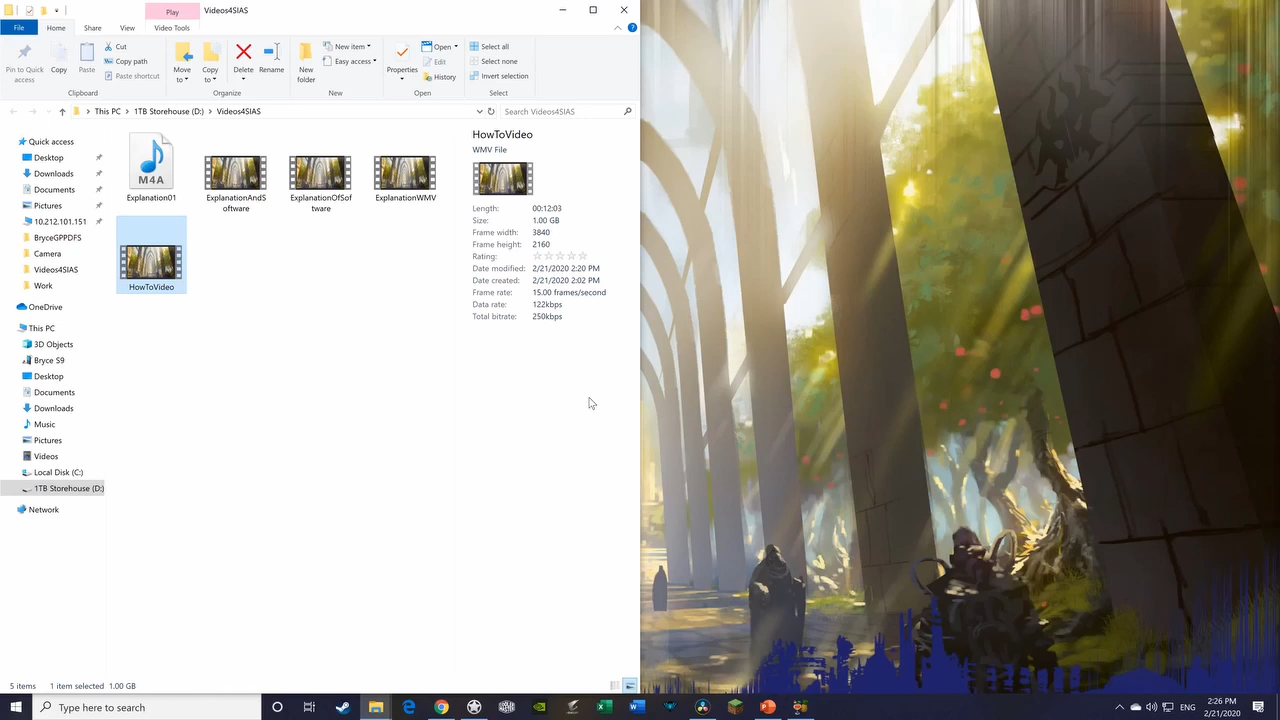 Play
Videos4SIAS
File
Home
Share
View
Video Tools
Pin to Quick access
Copy
Paste
Cut
Copy path
Paste shortcut
Clipboard
Move to
Copy to
Delete
Rename
Organize
New folder
New item
Easy access
New
Properties
Open
Edit
History
Open
Select all
Select none
Invert selection
Select
This PC
1TB Storehouse (D:)
Videos4SIAS
Search Videos4SIAS
Quick access
Desktop
Downloads
Documents
Pictures
10.212.101.151
BryceGPPDFS
Camera
Videos4SIAS
Work
OneDrive
This PC
3D Objects
Bryce S9
Desktop
Documents
Downloads
Music
Pictures
Videos
Local Disk (C:)
1TB Storehouse (D:)
Network
M4A
Explanation01
ExplanationAndS
oftware
ExplanationOfSof
tware
ExplanationWMV
HowToVideo
HowToVideo
WMV File
Length: 00:12:03
Size: 1.00 GB
Frame width: 3840
Frame height: 2160
Rating:
Date modified: 2/21/2020 2:20 PM
Date created: 2/21/2020 2:02 PM
Frame rate: 15.00 frames/second
Data rate: 122kbps
Total bitrate: 250kbps
5 items 1 item selected 1.00 GB
Type here to search
ENG
2:26 PM
2/21/2020